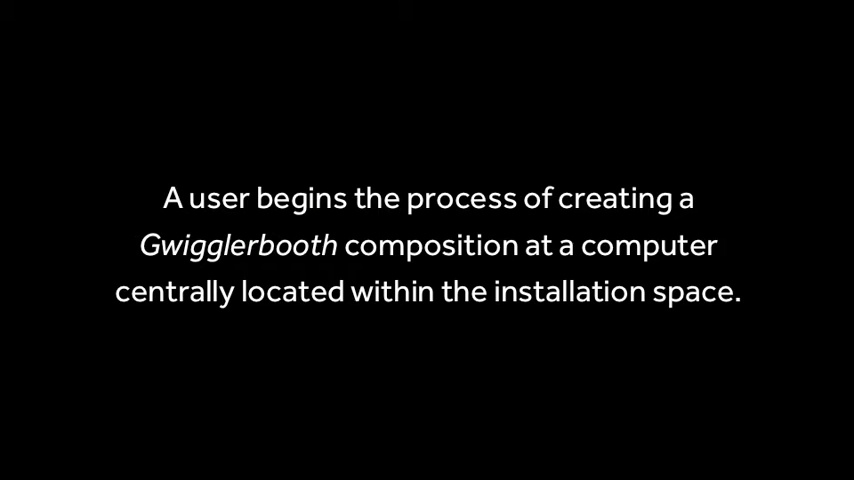 A user begins the process of creating a
Gwigglerbooth composition at a computer
centrally located within the installation space.